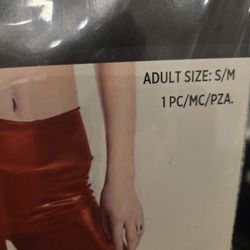 ADULT SIZE: S/M
1 PC/MC/PZA.